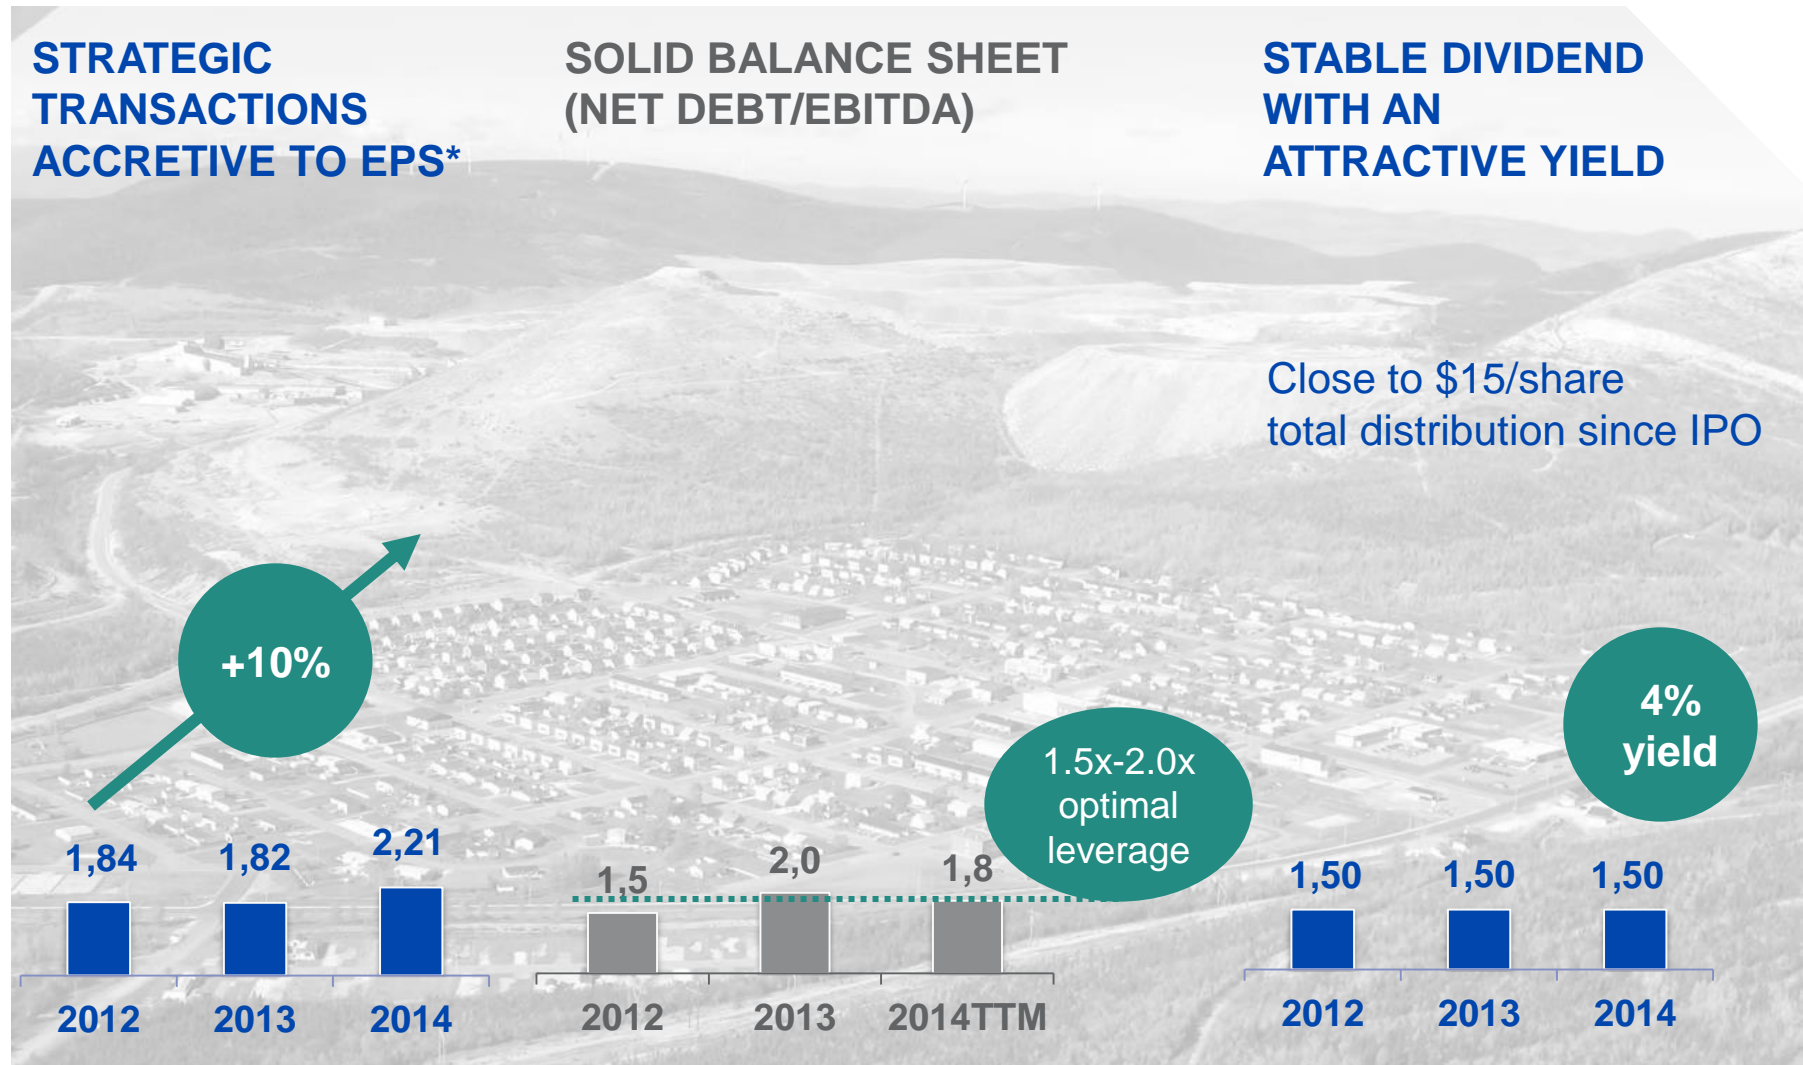 STRATEGIC
TRANSACTIONS
ACCRETIVE TO EPS*
+10%
1,84
1,82
2,21
2012
2013
2014
SOLID BALANCE SHEET
(NET DEBT/EBITDA)
1.5x-2.0x
optimal
leverage
1,5
2,0
1,8
2012
2013
2014TTM
STABLE DIVIDEND
WITH AN
ATTRACTIVE YIELD
Close to $15/share
total distribution since IPO
4%
yield
1,50
1,50
1,50
2012
2013
2014